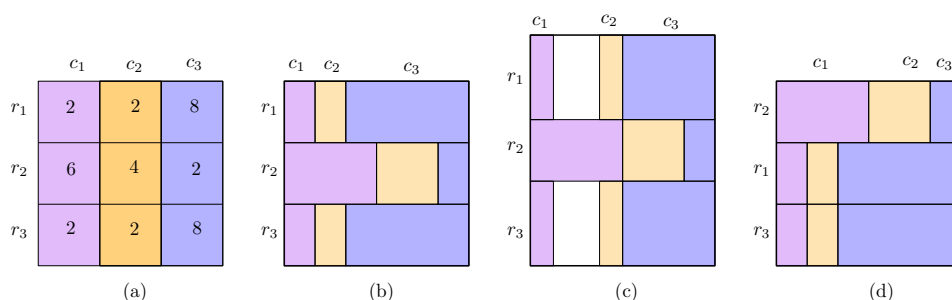 c1 c2 c3
r1 2 2 8
r2 6 4 2
r3 2 2 8
(a)
c1 c2 c3
r1
r2
r3
(b)
c1 c2 c3
r1
r2
r3
(c)
c1 c2 c3
r2
r1
r3
(d)